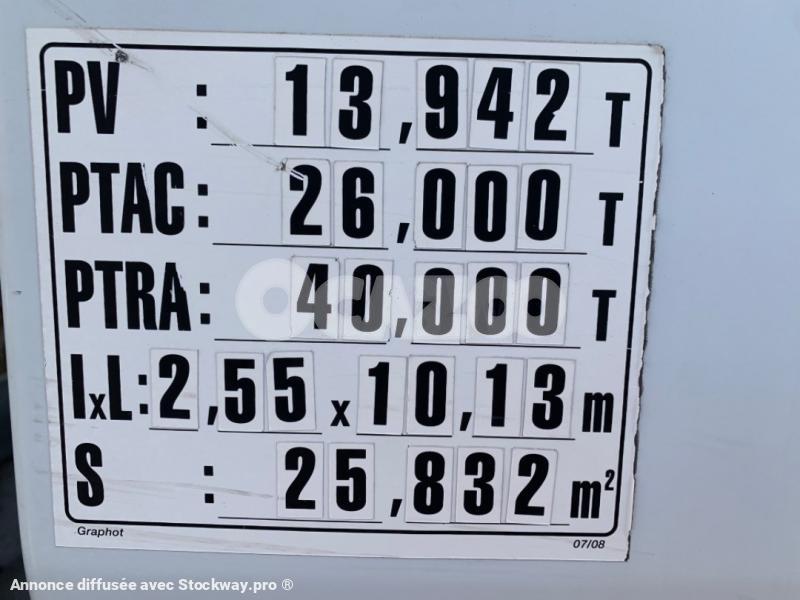 PV : 13,942 T
PTAC : 26,000 T
PTRA : 40,000 T
lxL : 2,55 x 10,13 m
S : 25,832 m²
Graphot 07/08
Annonce diffusée avec Stockway.pro ®